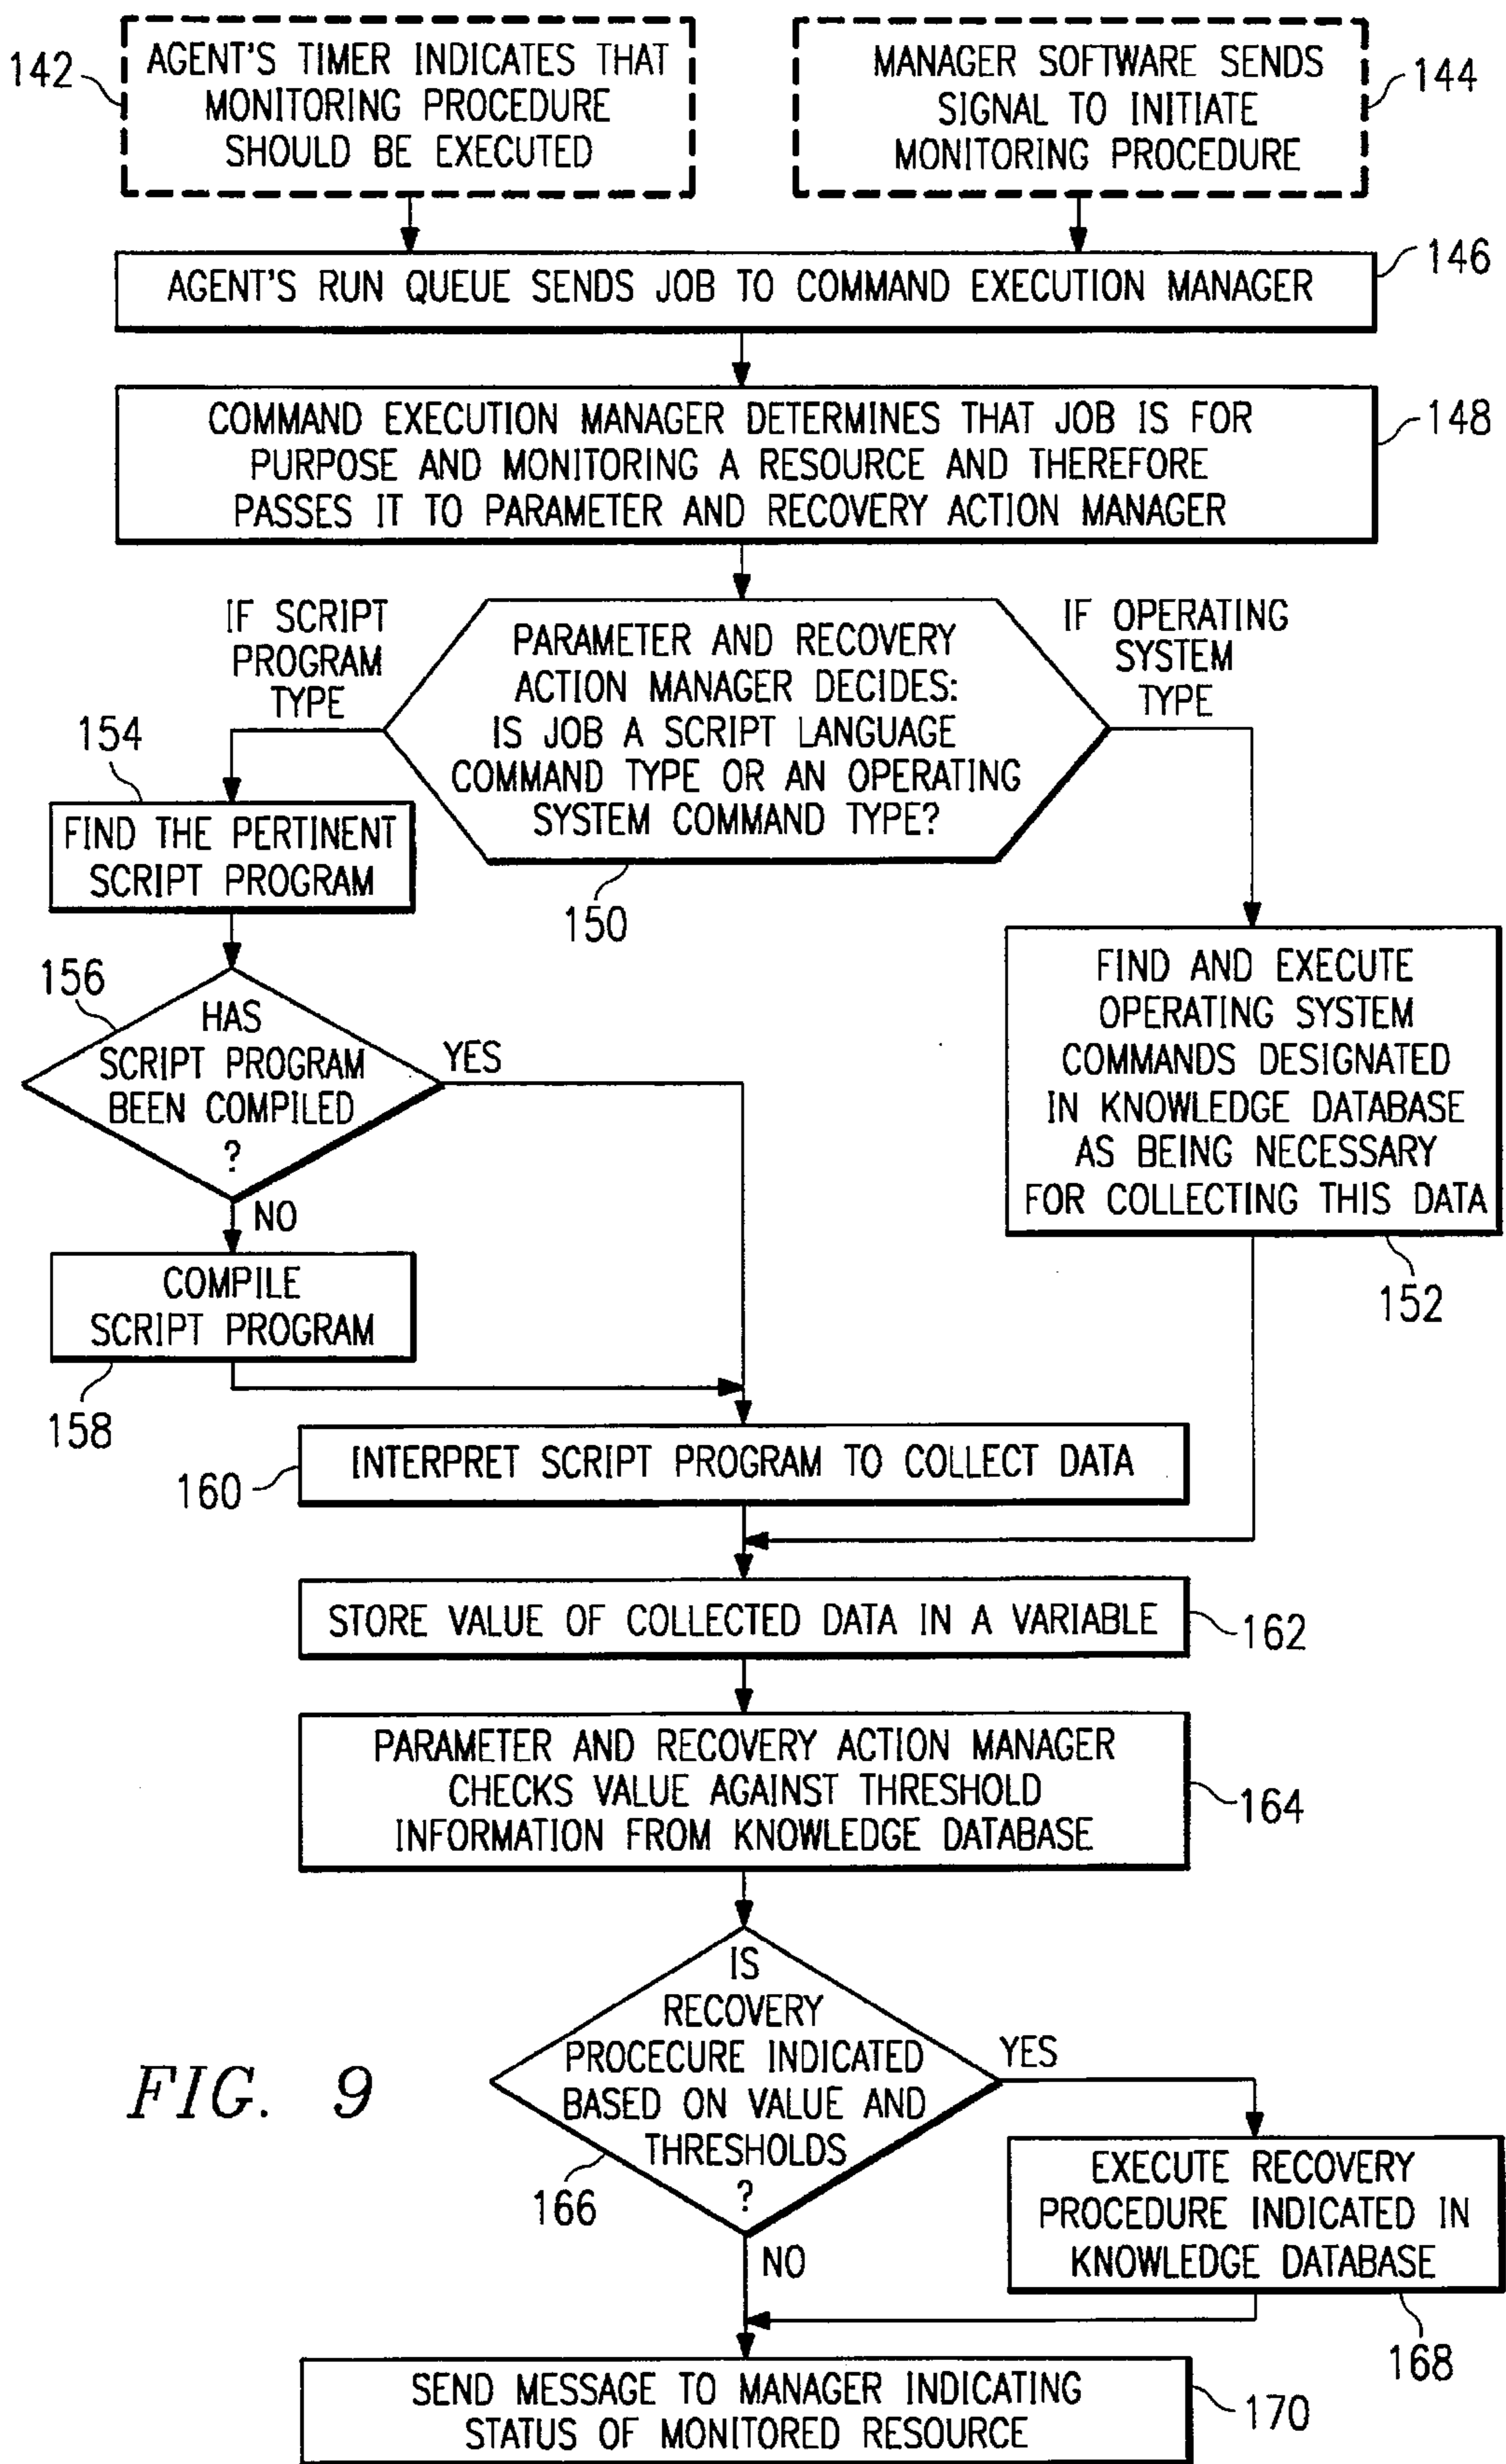 142
AGENT'S TIMER INDICATES THAT
MONITORING PROCEDURE
SHOULD BE EXECUTED
MANAGER SOFTWARE SENDS
SIGNAL TO INITIATE
MONITORING PROCEDURE
144
AGENT'S RUN QUEUE SENDS JOB TO COMMAND EXECUTION MANAGER
146
COMMAND EXECUTION MANAGER DETERMINES THAT JOB IS FOR
PURPOSE AND MONITORING A RESOURCE AND THEREFORE
PASSES IT TO PARAMETER AND RECOVERY ACTION MANAGER
148
IF SCRIPT
PROGRAM
TYPE
PARAMETER AND RECOVERY
ACTION MANAGER DECIDES:
IS JOB A SCRIPT LANGUAGE
COMMAND TYPE OR AN OPERATING
SYSTEM COMMAND TYPE?
150
IF OPERATING
SYSTEM
TYPE
154
FIND THE PERTINENT
SCRIPT PROGRAM
156
HAS
SCRIPT PROGRAM
BEEN COMPILED
?
YES
NO
FIND AND EXECUTE
OPERATING SYSTEM
COMMANDS DESIGNATED
IN KNOWLEDGE DATABASE
AS BEING NECESSARY
FOR COLLECTING THIS DATA
152
COMPILE
SCRIPT PROGRAM
158
INTERPRET SCRIPT PROGRAM TO COLLECT DATA
160
STORE VALUE OF COLLECTED DATA IN A VARIABLE
162
PARAMETER AND RECOVERY ACTION MANAGER
CHECKS VALUE AGAINST THRESHOLD
INFORMATION FROM KNOWLEDGE DATABASE
164
IS
RECOVERY
PROCECURE INDICATED
BASED ON VALUE AND
THRESHOLDS
?
166
YES
NO
EXECUTE RECOVERY
PROCEDURE INDICATED IN
KNOWLEDGE DATABASE
168
SEND MESSAGE TO MANAGER INDICATING
STATUS OF MONITORED RESOURCE
170
FIG. 9